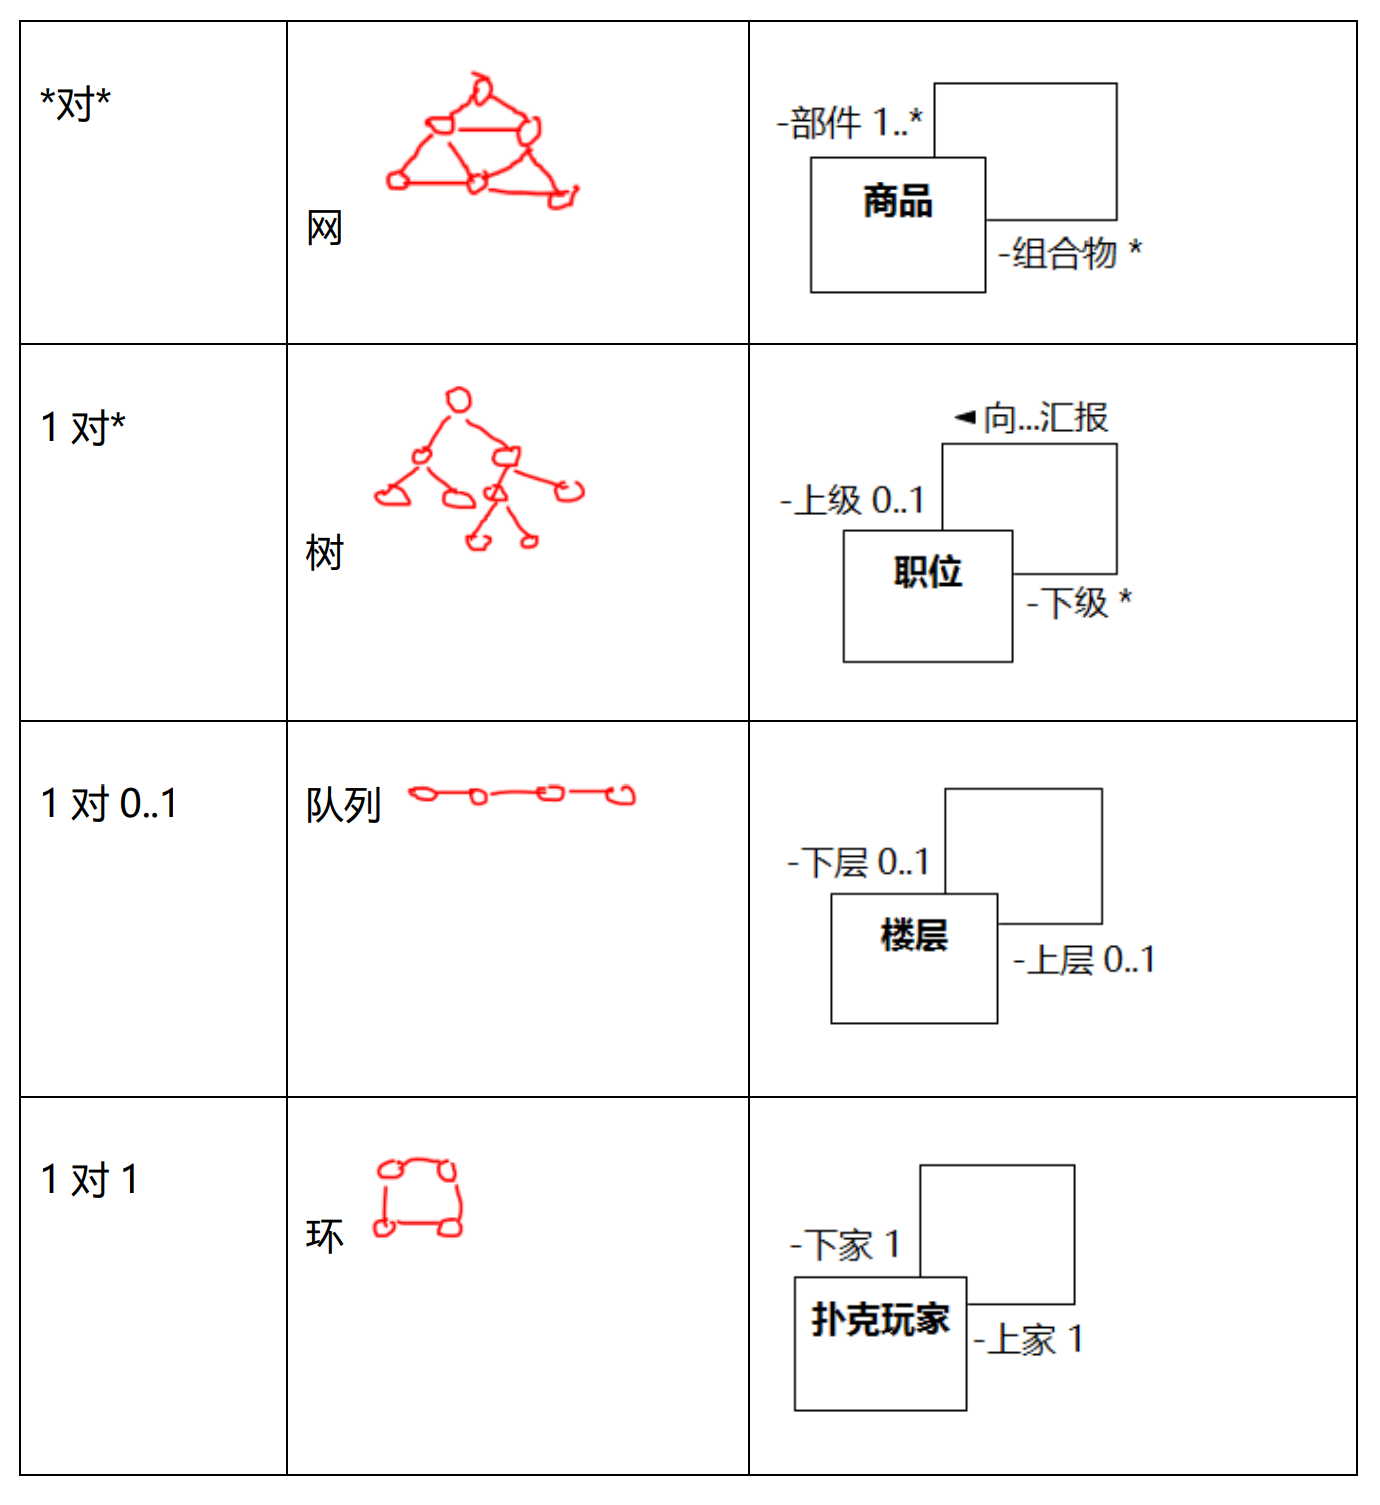 *对*
网
-部件 1..*
商品
-组合物 *
1 对*
树
◄ 向...汇报
-上级 0..1
职位
-下级 *
1 对 0..1
队列
-下层 0..1
楼层
-上层 0..1
1 对 1
环
-下家 1
扑克玩家
-上家 1